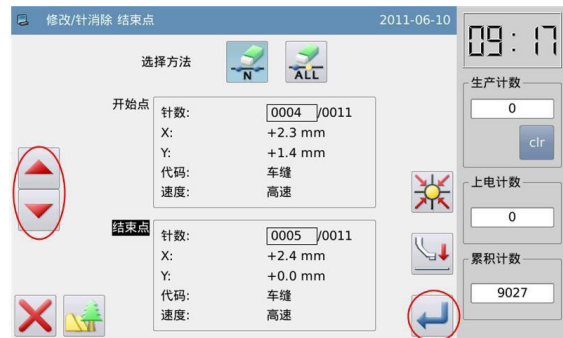 修改/针消除 结束点 2011-06-10
09:17
选择方法 N ALL
生产计数
0
clr
开始点
针数: 0004 /0011
X: +2.3 mm
Y: +1.4 mm
代码: 车缝
速度: 高速
上电计数
0
结束点
针数: 0005 /0011
X: +2.4 mm
Y: +0.0 mm
代码: 车缝
速度: 高速
累积计数
9027